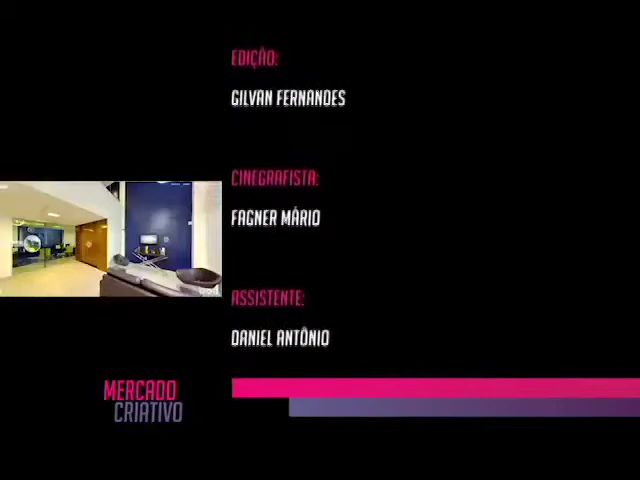 EDIÇÃO:
GILVAN FERNANDES
CINEGRAFISTA:
FAGNER MÁRIO
ASSISTENTE:
DANIEL ANTÔNIO
MERCADO
CRIATIVO